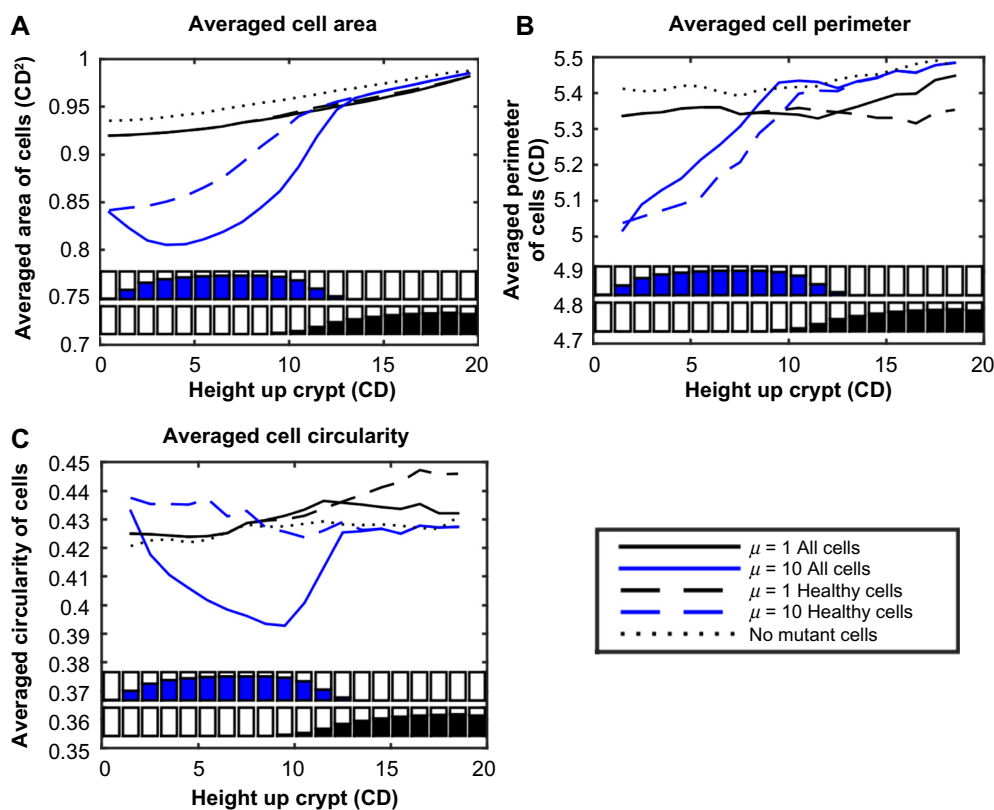 A Averaged cell area
Averaged area of cells (CD²)
1
0.95
0.9
0.85
0.8
0.75
0.7
0 5 10 15 20
Height up crypt (CD)
B Averaged cell perimeter
Averaged perimeter
of cells (CD)
5.5
5.4
5.3
5.2
5.1
5
4.9
4.8
4.7
0 5 10 15 20
Height up crypt (CD)
C Averaged cell circularity
Averaged circularity of cells
0.45
0.44
0.43
0.42
0.41
0.4
0.39
0.38
0.37
0.36
0.35
0 5 10 15 20
Height up crypt (CD)
μ = 1 All cells
μ = 10 All cells
μ = 1 Healthy cells
μ = 10 Healthy cells
No mutant cells